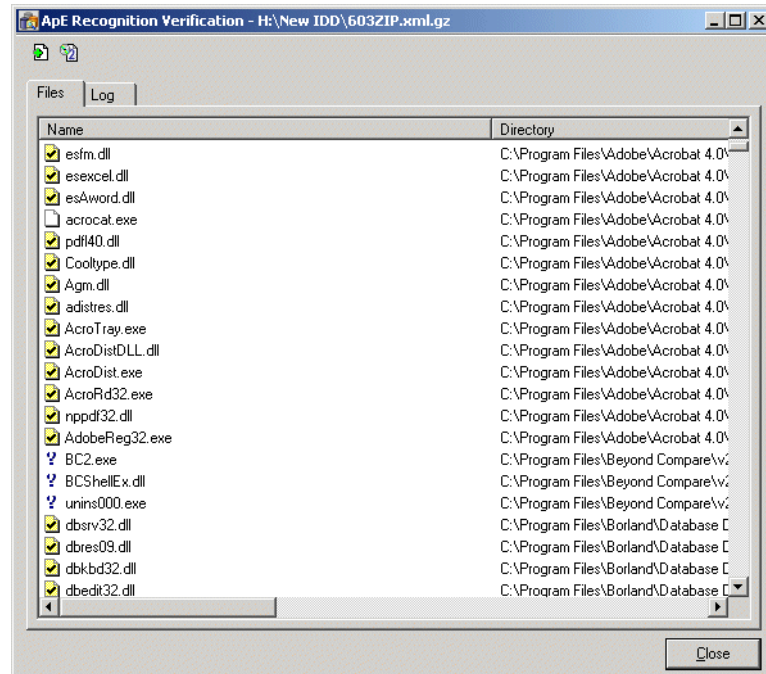 ApE Recognition Verification - H:\New IDD\603ZIP.xml.gz
Files Log
Name Directory
esfm.dll C:\Program Files\Adobe\Acrobat 4.0\
esexcel.dll C:\Program Files\Adobe\Acrobat 4.0\
esAword.dll C:\Program Files\Adobe\Acrobat 4.0\
acrocat.exe C:\Program Files\Adobe\Acrobat 4.0\
pdfl40.dll C:\Program Files\Adobe\Acrobat 4.0\
Cooltype.dll C:\Program Files\Adobe\Acrobat 4.0\
Agm.dll C:\Program Files\Adobe\Acrobat 4.0\
adistres.dll C:\Program Files\Adobe\Acrobat 4.0\
AcroTray.exe C:\Program Files\Adobe\Acrobat 4.0\
AcroDistDLL.dll C:\Program Files\Adobe\Acrobat 4.0\
AcroDist.exe C:\Program Files\Adobe\Acrobat 4.0\
AcroRd32.exe C:\Program Files\Adobe\Acrobat 4.0\
nppdf32.dll C:\Program Files\Adobe\Acrobat 4.0\
AdobeReg32.exe C:\Program Files\Adobe\Acrobat 4.0\
? BC2.exe C:\Program Files\Beyond Compare\v2
? BCShellEx.dll C:\Program Files\Beyond Compare\v2
? unins000.exe C:\Program Files\Beyond Compare\v2
dbsrv32.dll C:\Program Files\Borland\Database D
dbres09.dll C:\Program Files\Borland\Database D
dbkbd32.dll C:\Program Files\Borland\Database D
dbedit32.dll C:\Program Files\Borland\Database D
Close